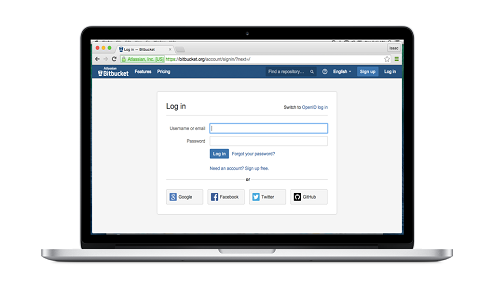 Log in — Bitbucket
Isaac
Atlassian, Inc. [US] https://bitbucket.org/account/signin/?next=/
Atlassian
Bitbucket Features Pricing Find a repository... English Sign up Log in
Log in
Switch to OpenID log in
Username or email
Password
Log in Forgot your password?
Need an account? Sign up free.
or
Google Facebook Twitter GitHub